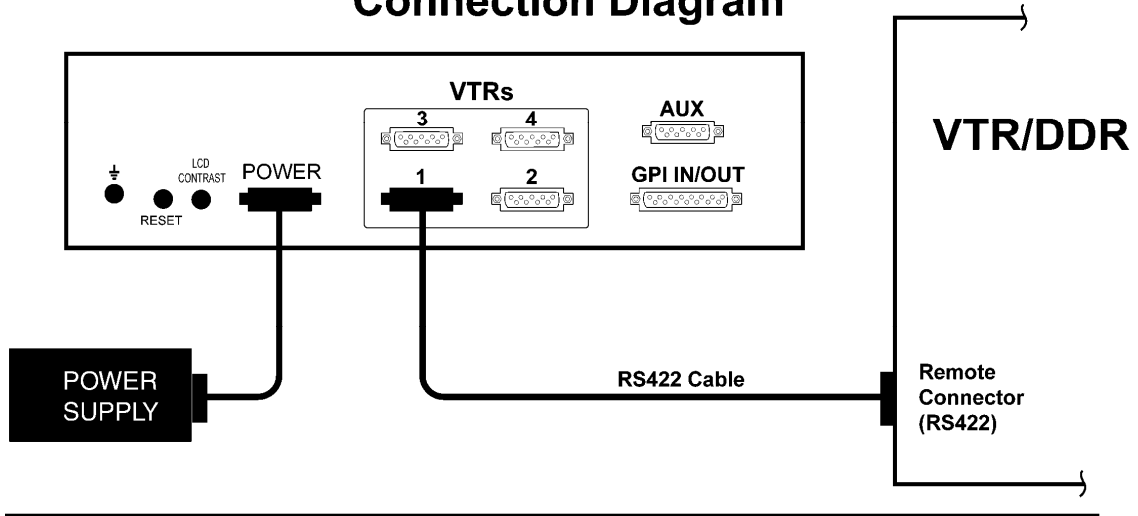 Connection Diagram
VTRs
3
4
AUX
VTR/DDR
LCD
CONTRAST
POWER
1
2
GPI IN/OUT
RESET
POWER
SUPPLY
RS422 Cable
Remote
Connector
(RS422)